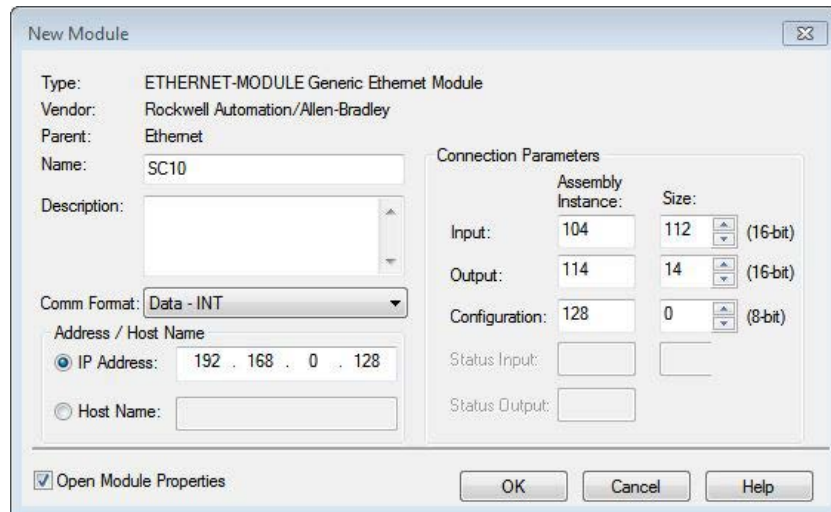 New Module
Type: ETHERNET-MODULE Generic Ethernet Module
Vendor: Rockwell Automation/Allen-Bradley
Parent: Ethernet
Name: SC10
Description:
Comm Format: Data - INT
Address / Host Name
IP Address: 192 . 168 . 0 . 128
Host Name:
Connection Parameters
Assembly
Instance: Size:
Input: 104 112 (16-bit)
Output: 114 14 (16-bit)
Configuration: 128 0 (8-bit)
Status Input:
Status Output:
Open Module Properties
OK Cancel Help